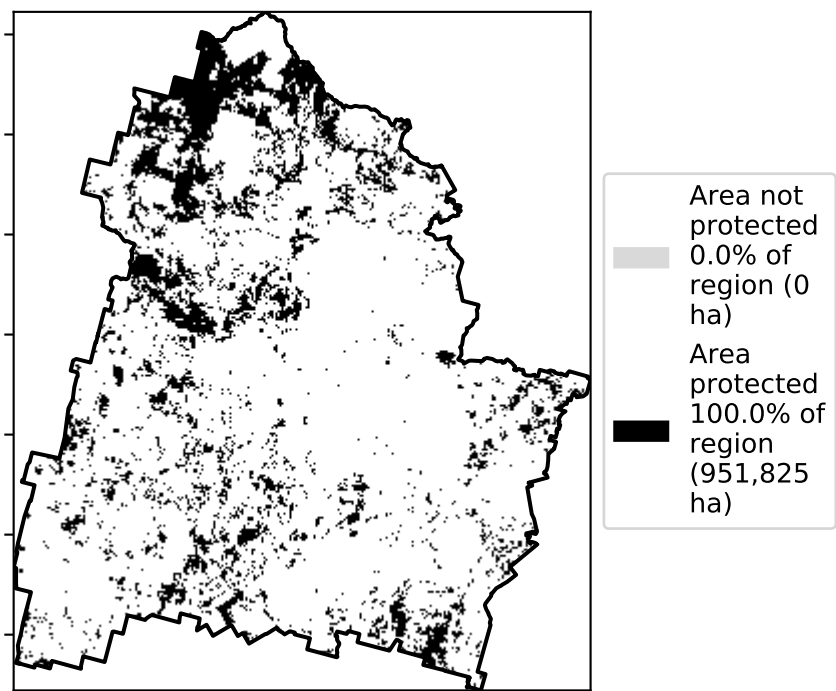 Area not
protected
0.0% of
region (0
ha)
Area
protected
100.0% of
region
(951,825
ha)